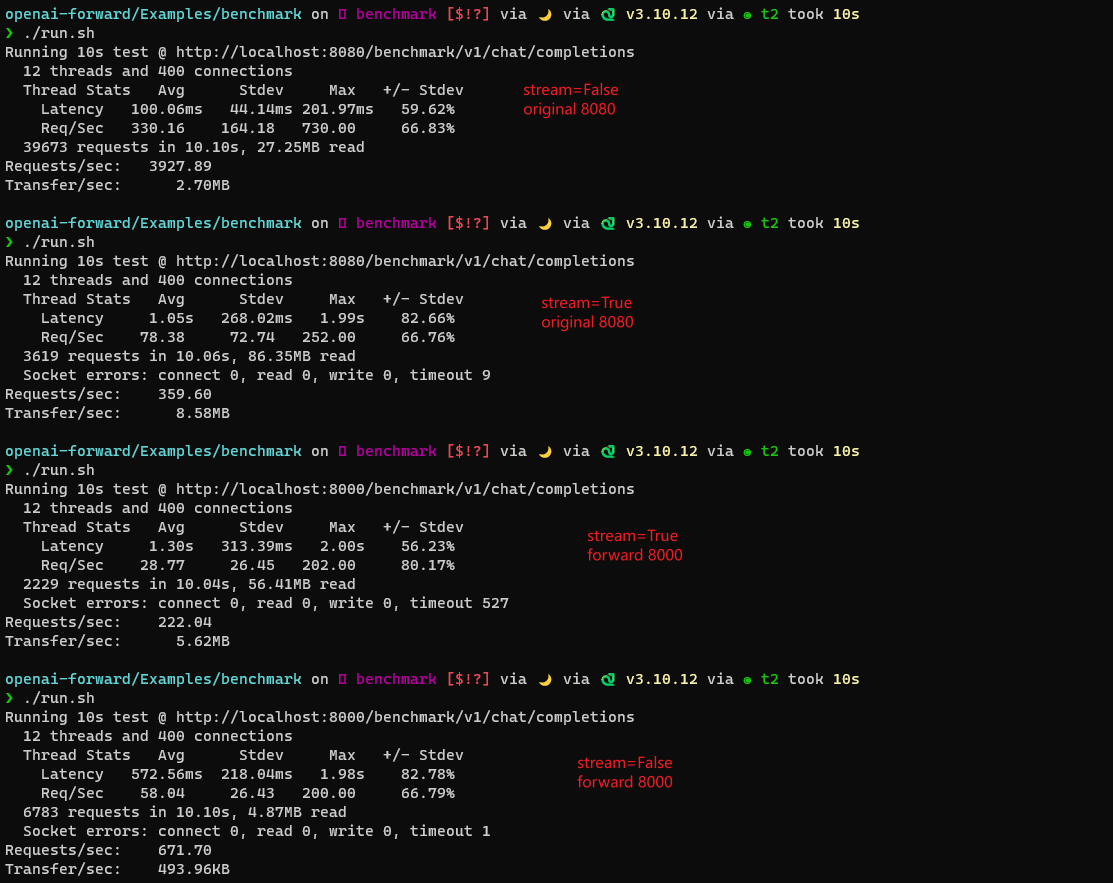 openai-forward/Examples/benchmark on benchmark [$!?] via 🌙 via v3.10.12 via t2 took 10s
❯ ./run.sh
Running 10s test @ http://localhost:8080/benchmark/v1/chat/completions
12 threads and 400 connections
Thread Stats Avg Stdev Max +/- Stdev
stream=False
Latency 100.06ms 44.14ms 201.97ms 59.62%
original 8080
Req/Sec 330.16 164.18 730.00 66.83%
39673 requests in 10.10s, 27.25MB read
Requests/sec: 3927.89
Transfer/sec: 2.70MB
openai-forward/Examples/benchmark on benchmark [$!?] via 🌙 via v3.10.12 via t2 took 10s
❯ ./run.sh
Running 10s test @ http://localhost:8080/benchmark/v1/chat/completions
12 threads and 400 connections
Thread Stats Avg Stdev Max +/- Stdev
stream=True
Latency 1.05s 268.02ms 1.99s 82.66%
original 8080
Req/Sec 78.38 72.74 252.00 66.76%
3619 requests in 10.06s, 86.35MB read
Socket errors: connect 0, read 0, write 0, timeout 9
Requests/sec: 359.60
Transfer/sec: 8.58MB
openai-forward/Examples/benchmark on benchmark [$!?] via 🌙 via v3.10.12 via t2 took 10s
❯ ./run.sh
Running 10s test @ http://localhost:8000/benchmark/v1/chat/completions
12 threads and 400 connections
Thread Stats Avg Stdev Max +/- Stdev
stream=True
Latency 1.30s 313.39ms 2.00s 56.23%
forward 8000
Req/Sec 28.77 26.45 202.00 80.17%
2229 requests in 10.04s, 56.41MB read
Socket errors: connect 0, read 0, write 0, timeout 527
Requests/sec: 222.04
Transfer/sec: 5.62MB
openai-forward/Examples/benchmark on benchmark [$!?] via 🌙 via v3.10.12 via t2 took 10s
❯ ./run.sh
Running 10s test @ http://localhost:8000/benchmark/v1/chat/completions
12 threads and 400 connections
Thread Stats Avg Stdev Max +/- Stdev
stream=False
Latency 572.56ms 218.04ms 1.98s 82.78%
forward 8000
Req/Sec 58.04 26.43 200.00 66.79%
6783 requests in 10.10s, 4.87MB read
Socket errors: connect 0, read 0, write 0, timeout 1
Requests/sec: 671.70
Transfer/sec: 493.96KB